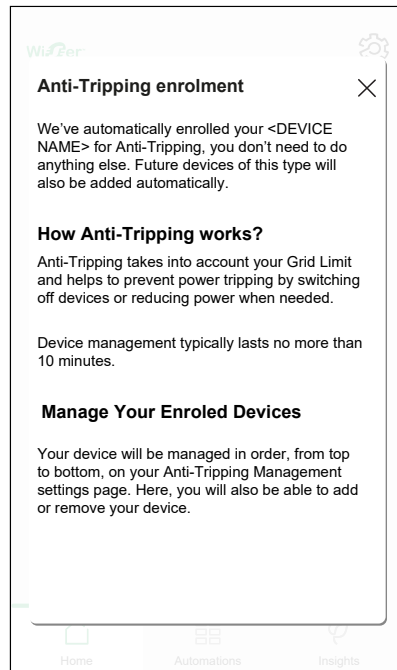 Wiser
Anti-Tripping enrolment
We've automatically enrolled your <DEVICE
NAME> for Anti-Tripping, you don't need to do
anything else. Future devices of this type will
also be added automatically.
How Anti-Tripping works?
Anti-Tripping takes into account your Grid Limit
and helps to prevent power tripping by switching
off devices or reducing power when needed.
Device management typically lasts no more than
10 minutes.
Manage Your Enroled Devices
Your device will be managed in order, from top
to bottom, on your Anti-Tripping Management
settings page. Here, you will also be able to add
or remove your device.
Home Automations Insights